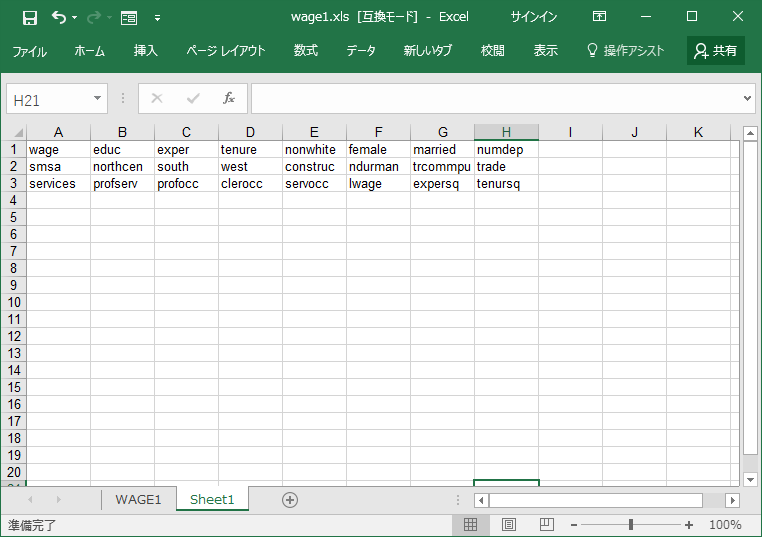 wage1.xls [互換モード] - Excel サインイン
ファイル ホーム 挿入 ページ レイアウト 数式 データ 新しいタブ 校閲 表示 操作アシスト 共有
H21 fx
A B C D E F G H I J K
1 wage educ exper tenure nonwhite female married numdep
2 smsa northcen south west construc ndurman trcommpu trade
3 services profserv profocc clerocc servocc lwage expersq tenursq
4
5
6
7
8
9
10
11
12
13
14
15
16
17
18
19
20
WAGE1 Sheet1
準備完了 100%